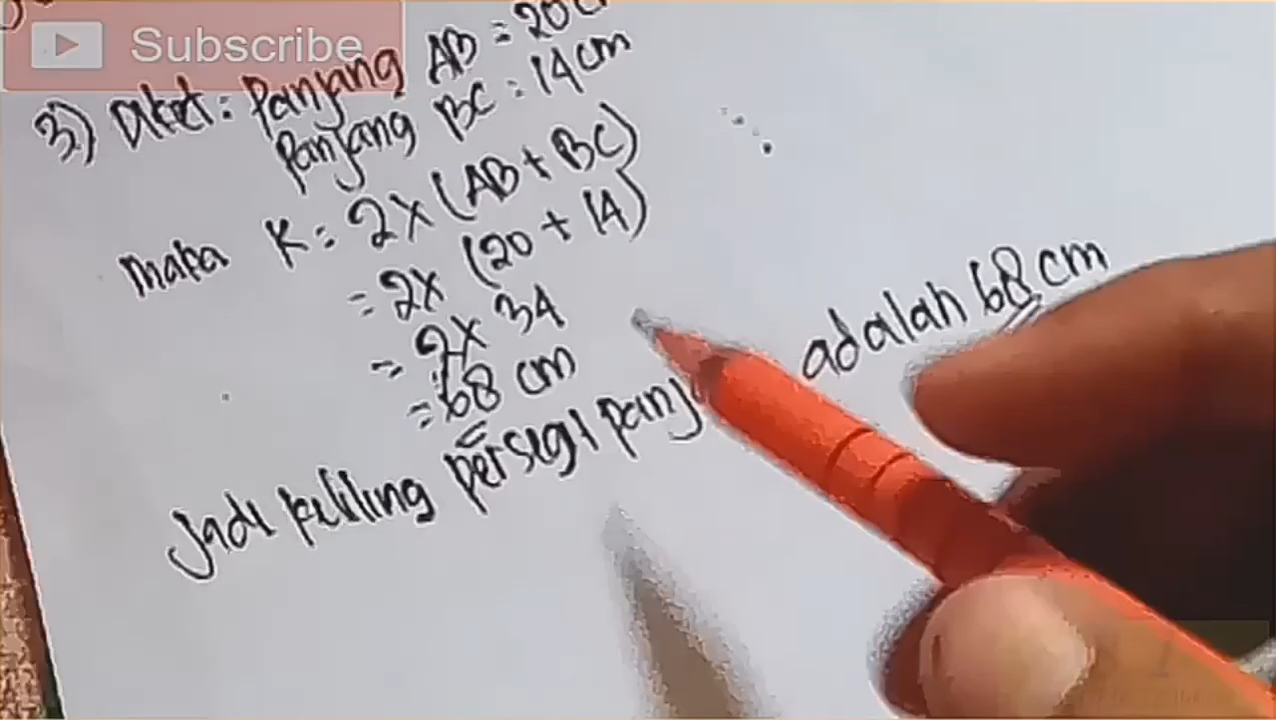 Subscribe
3) Diket: Panjang AB = 20 cm
Panjang BC = 14 cm
maka K = 2 x (AB + BC)
= 2x (20 + 14)
= 2x 34
= 68 cm
Jadi keliling persegi panj adalah 68 cm